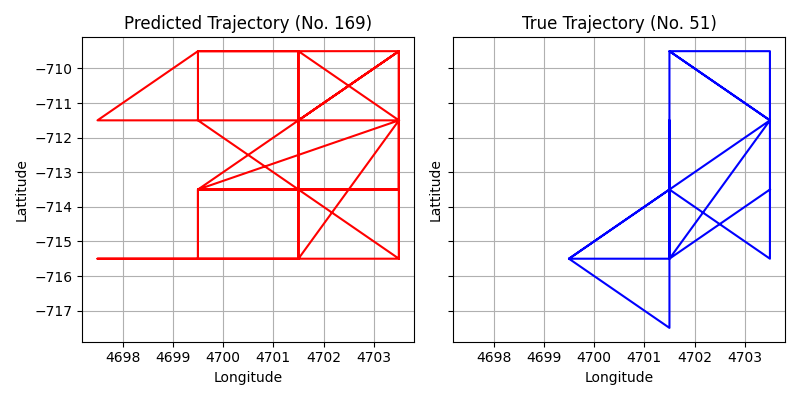 Predicted Trajectory (No. 169)
True Trajectory (No. 51)
−710
−711
−712
−713
−714
−715
−716
−717
Lattitude
Lattitude
4698 4699 4700 4701 4702 4703
4698 4699 4700 4701 4702 4703
Longitude
Longitude